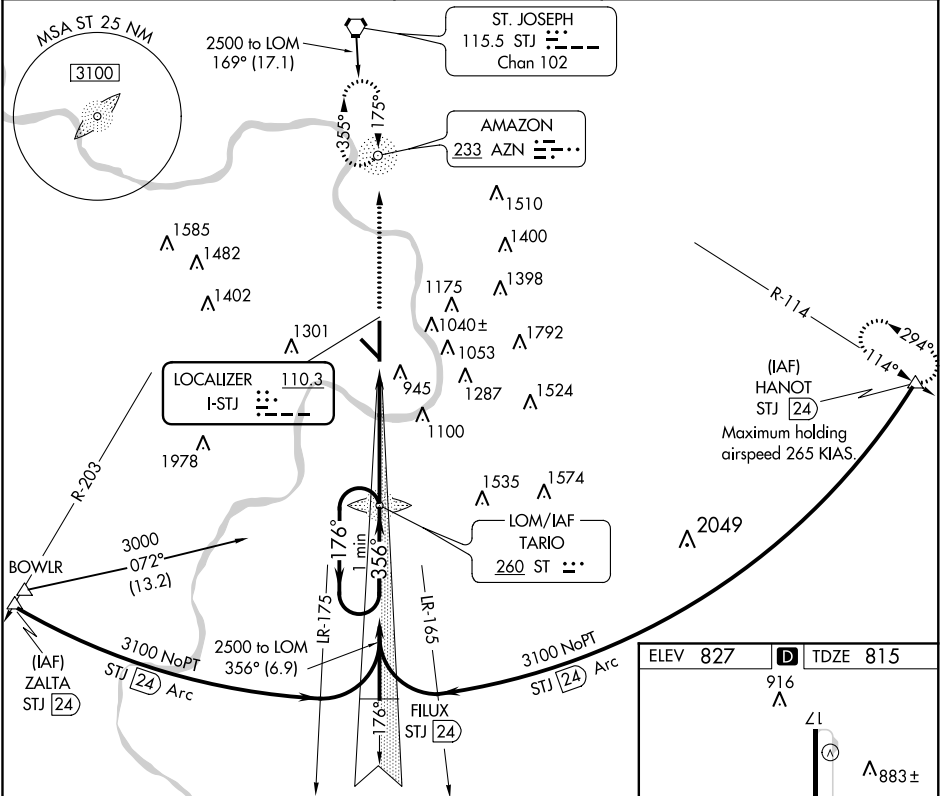 MSA ST 25 NM
3100
2500 to LOM
169° (17.1)
ST. JOSEPH
115.5 STJ
Chan 102
355°
175°
AMAZON
233 AZN
1510
1585
1482
1400
1402
1398
1175
1040±
1792
1301
1053
945
1287
1524
1100
LOCALIZER 110.3
I-STJ
1978
R-114
294°
114°
(IAF)
HANOT
STJ 24
Maximum holding
airspeed 265 KIAS.
R-203
1535
1574
2049
LOM/IAF
TARIO
260 ST
176°
1 min
356°
BOWLR
3000
072°
(13.2)
LR-175
LR-165
(IAF)
ZALTA
STJ 24
3100 NoPT
STJ 24 Arc
2500 to LOM
356° (6.9)
176°
FILUX
STJ 24
3100 NoPT
STJ 24 Arc
ELEV 827
D
TDZE 815
916
17
883±